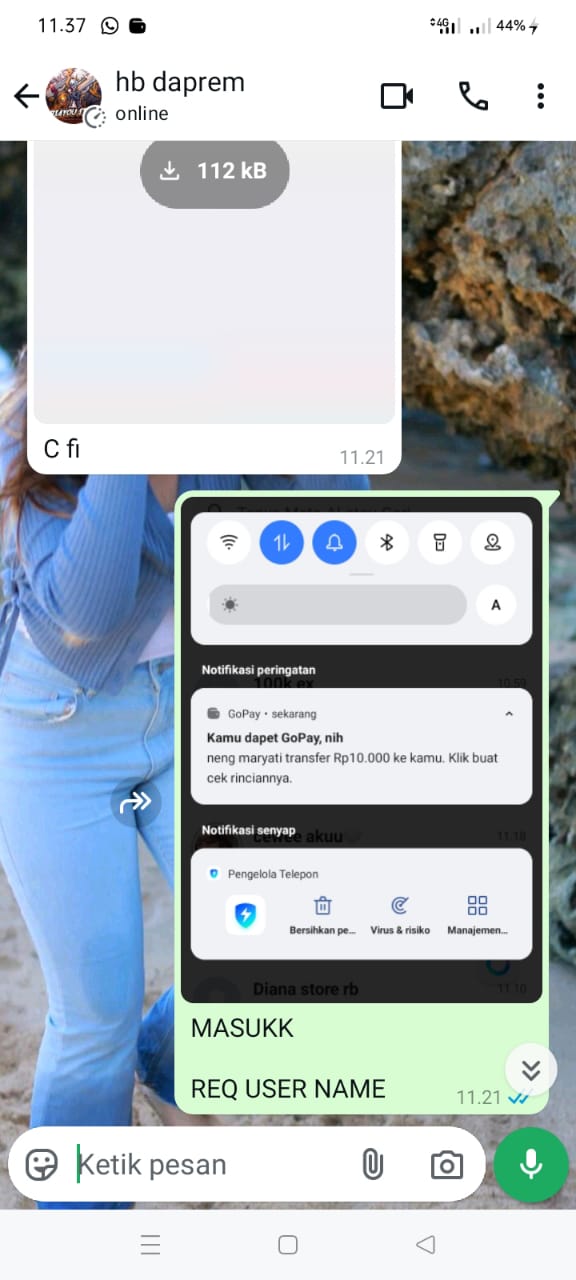 11.37
4G
44%
hb daprem
online
112 kB
C fi
11.21
A
Notifikasi peringatan
100k ex
10.59
GoPay • sekarang
Kamu dapet GoPay, nih
neng maryati transfer Rp10.000 ke kamu. Klik buat
cek rinciannya.
Notifikasi senyap
cewee akuu
11.18
Pengelola Telepon
Bersihkan pe...
Virus & risiko
Manajemen...
Diana store rb
11.10
MASUKK
REQ USER NAME
11.21
Ketik pesan